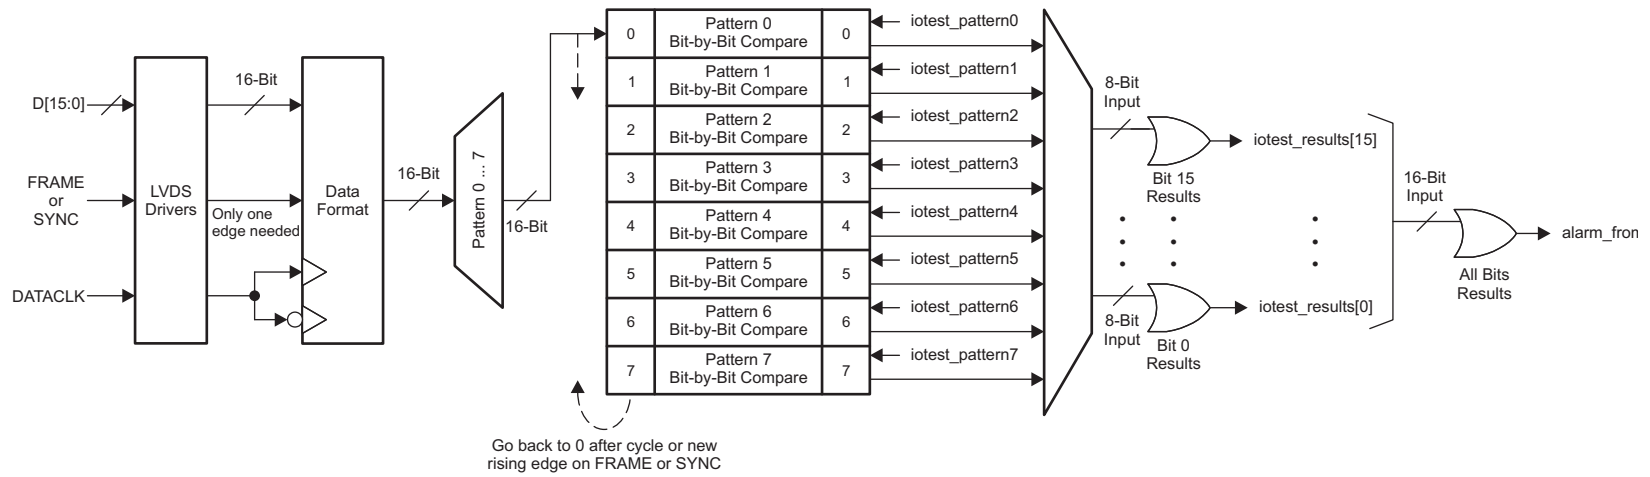 D[15:0]
FRAME
or
SYNC
DATACLK
LVDS
Drivers
16-Bit
Only one
edge needed
Data
Format
16-Bit
Pattern 0 ... 7
16-Bit
0
Pattern 0
Bit-by-Bit Compare
0
iotest_pattern0
1
Pattern 1
Bit-by-Bit Compare
1
iotest_pattern1
2
Pattern 2
Bit-by-Bit Compare
2
iotest_pattern2
3
Pattern 3
Bit-by-Bit Compare
3
iotest_pattern3
4
Pattern 4
Bit-by-Bit Compare
4
iotest_pattern4
5
Pattern 5
Bit-by-Bit Compare
5
iotest_pattern5
6
Pattern 6
Bit-by-Bit Compare
6
iotest_pattern6
7
Pattern 7
Bit-by-Bit Compare
7
iotest_pattern7
Go back to 0 after cycle or new
rising edge on FRAME or SYNC
8-Bit
Input
Bit 15
Results
iotest_results[15]
8-Bit
Input
Bit 0
Results
iotest_results[0]
16-Bit
Input
All Bits
Results